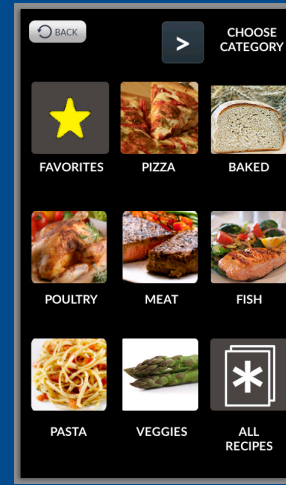 BACK
>
CHOOSE
CATEGORY
FAVORITES
PIZZA
BAKED
POULTRY
MEAT
FISH
PASTA
VEGGIES
ALL
RECIPES